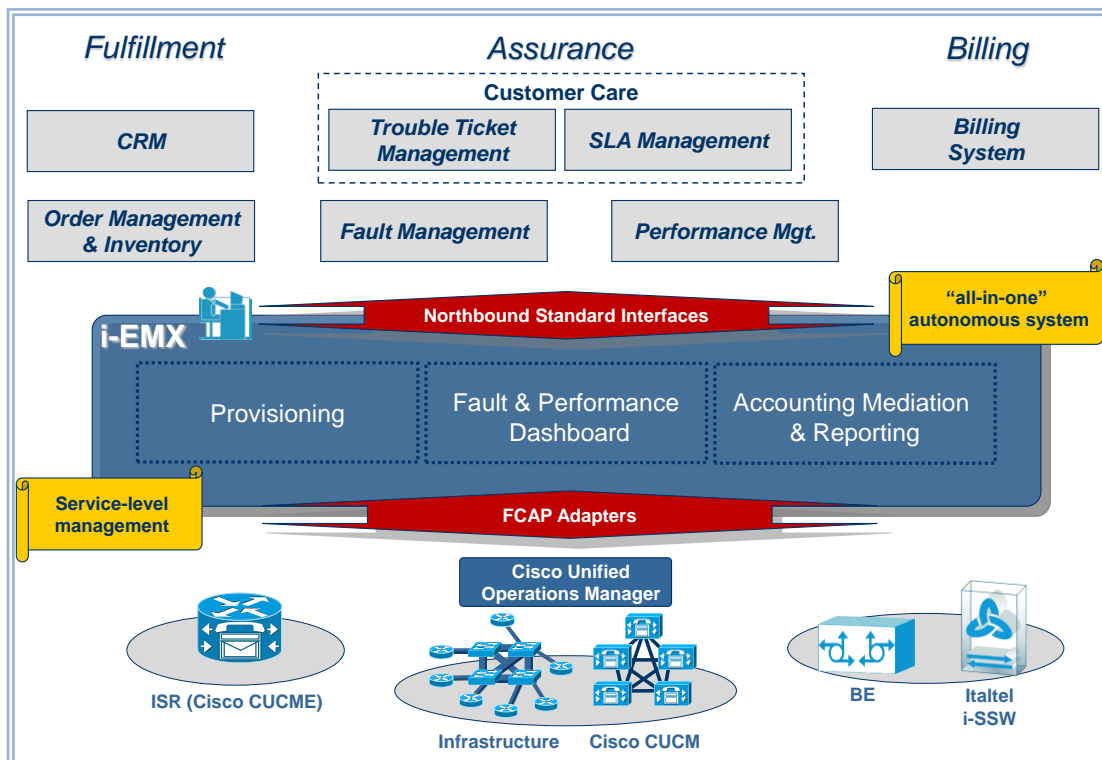 Fulfillment
Assurance
Billing
Customer Care
CRM
Trouble Ticket
Management
SLA Management
Billing
System
Order Management
& Inventory
Fault Management
Performance Mgt.
“all-in-one”
autonomous system
Northbound Standard Interfaces
i-EMX
Provisioning
Fault & Performance
Dashboard
Accounting Mediation
& Reporting
Service-level
management
FCAP Adapters
Cisco Unified
Operations Manager
ISR (Cisco CUCME)
Infrastructure
Cisco CUCM
BE
Italtel
i-SSW